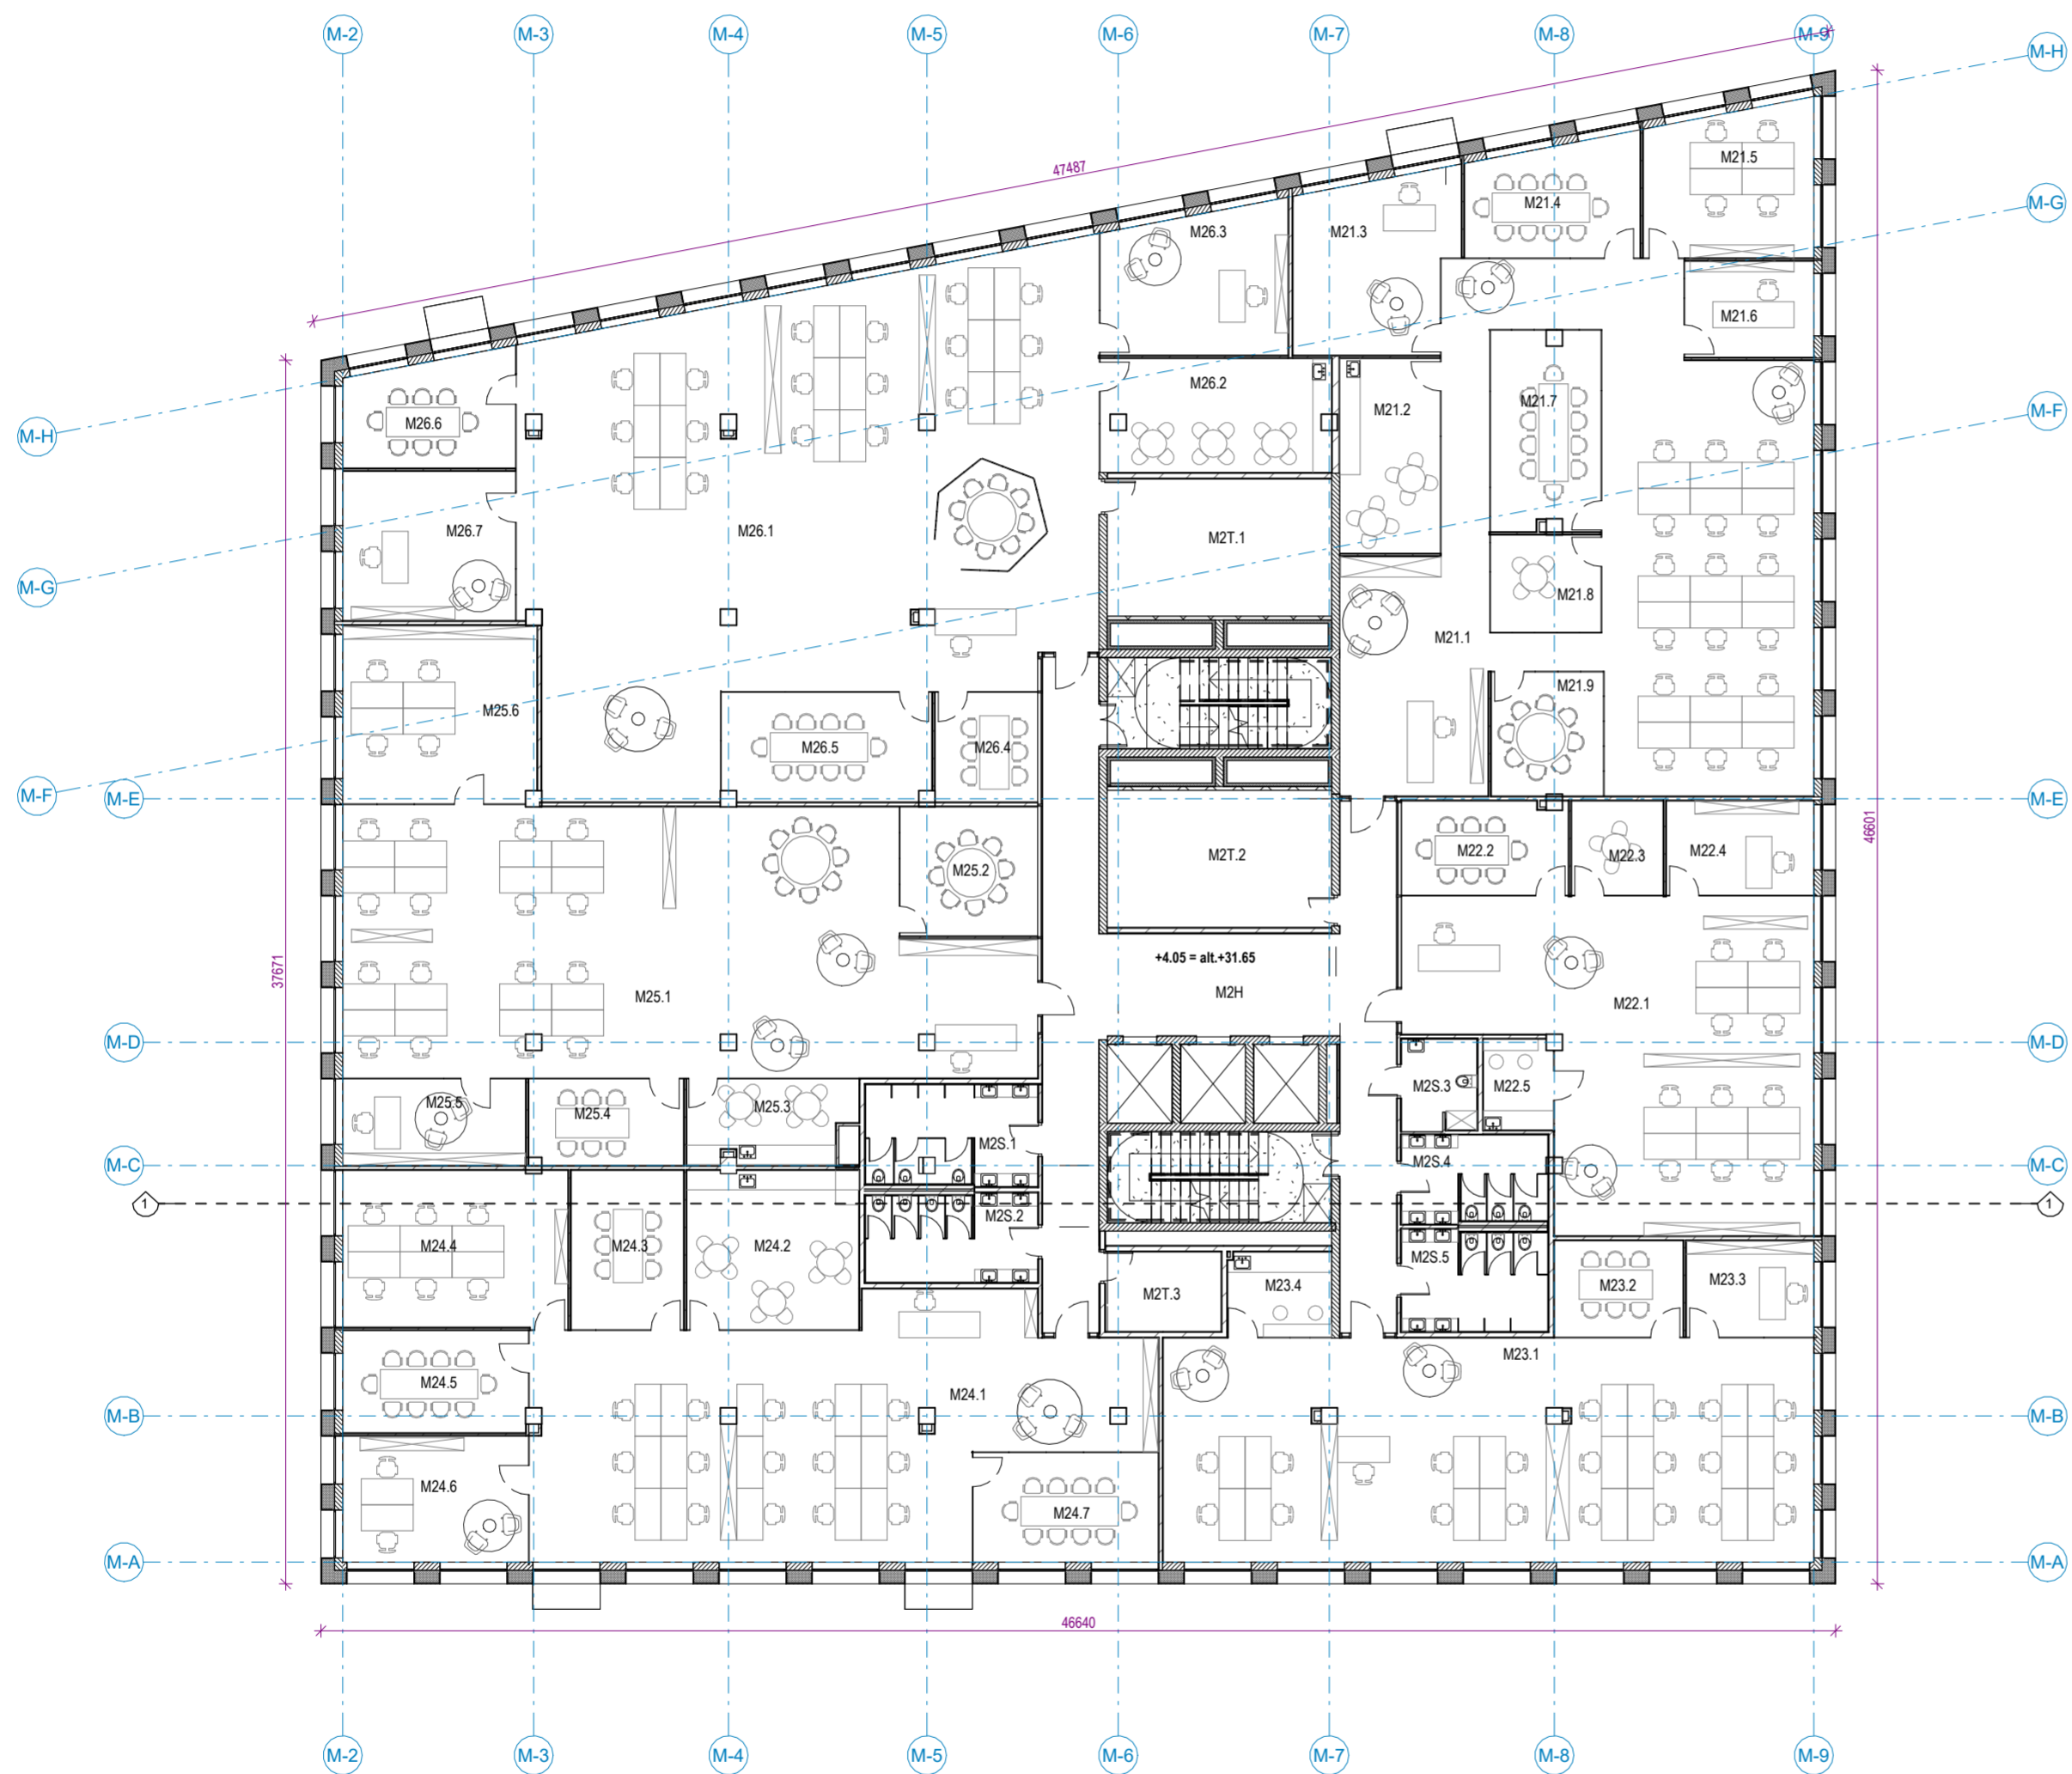 M-2 M-3 M-4 M-5 M-6 M-7 M-8 M-9
M-H
47487
M21.5
M-G
M21.4
M26.3 M21.3
M21.6
M26.2
M21.7
M21.2
M-F
M26.6
M-H
M26.7 M26.1
M2T.1
M-G
M21.8
M21.1
M21.9
M25.6
M26.5 M26.4
M-F M-E M-E
46601
M2T.2 M22.2 M22.3 M22.4
M25.2
+4.05 = alt.+31.65
37671
M25.1 M2H M22.1
M-D M-D
M2S.3 M22.5
M25.5 M25.4 M25.3
M2S.1
M-C M2S.4 M-C
1 1
M2S.2
M24.4 M24.3 M24.2
M2S.5
M2T.3 M23.4 M23.2 M23.3
M23.1
M24.5 M24.1
M-B M-B
M24.6
M24.7
M-A M-A
46640
M-2 M-3 M-4 M-5 M-6 M-7 M-8 M-9